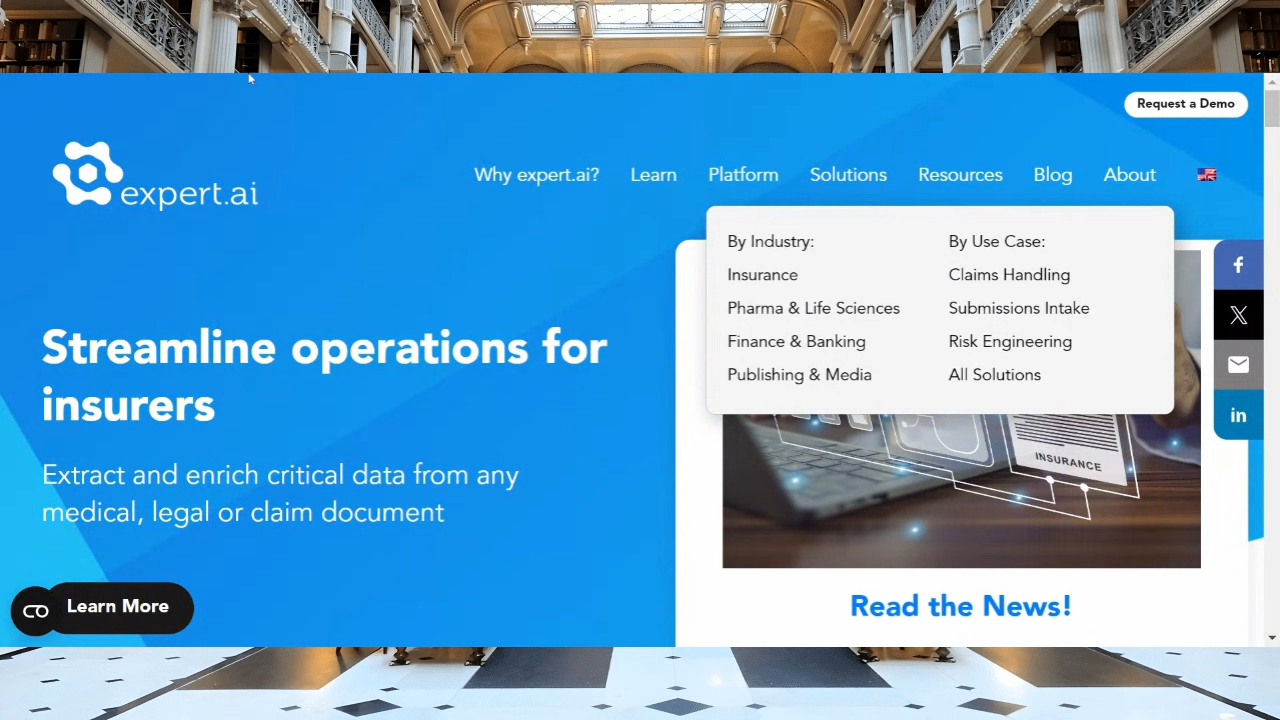 Request a Demo
expert.ai
Why expert.ai? Learn Platform Solutions Resources Blog About
By Industry:
Insurance
Pharma & Life Sciences
Finance & Banking
Publishing & Media
By Use Case:
Claims Handling
Submissions Intake
Risk Engineering
All Solutions
Streamline operations for
insurers
Extract and enrich critical data from any
medical, legal or claim document
Learn More
INSURANCE
Read the News!
f
X
in